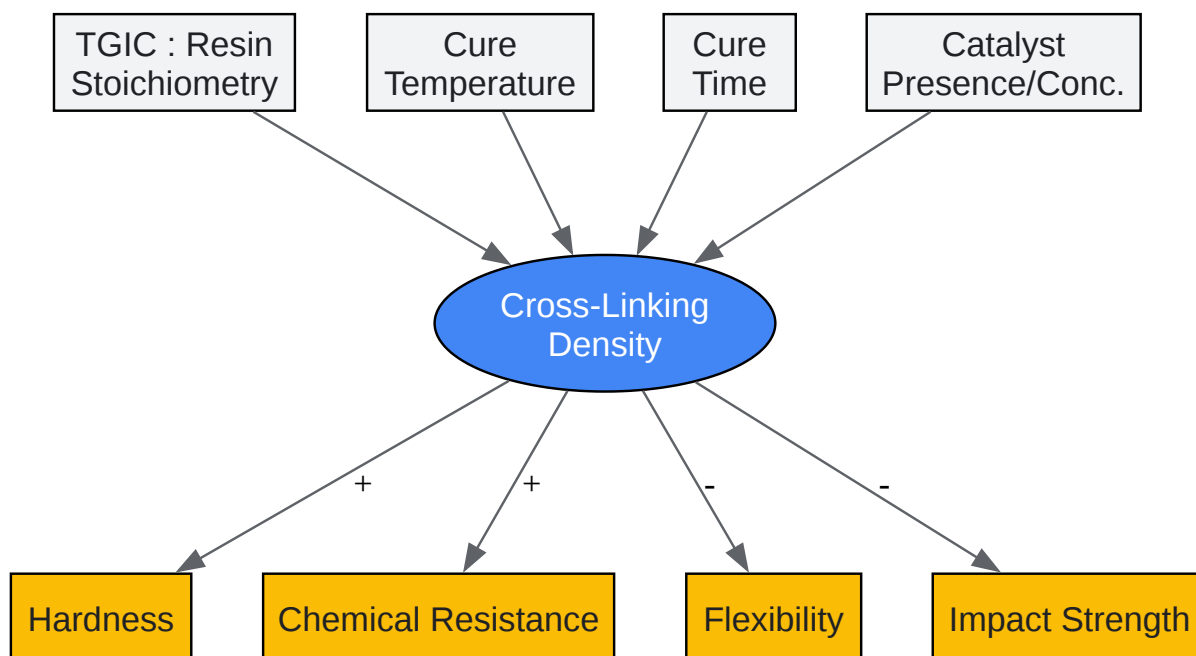 TGIC : Resin
Stoichiometry
Cure
Temperature
Cure
Time
Catalyst
Presence/Conc.
Cross-Linking
Density
+
+
-
-
Hardness
Chemical Resistance
Flexibility
Impact Strength